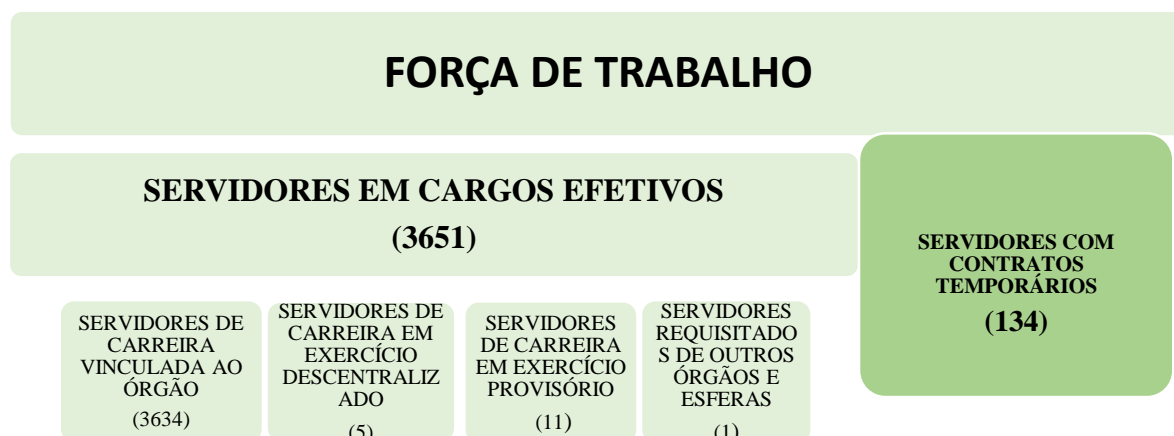 FORÇA DE TRABALHO
SERVIDORES EM CARGOS EFETIVOS
(3651)
SERVIDORES COM
CONTRATOS
TEMPORÁRIOS
(134)
SERVIDORES DE
CARREIRA
VINCULADA AO
ÓRGÃO
(3634)
SERVIDORES DE
CARREIRA EM
EXERCÍCIO
DESCENTRALIZ
ADO
(5)
SERVIDORES
DE CARREIRA
EM EXERCÍCIO
PROVISÓRIO
(11)
SERVIDORES
REQUISITADO
S DE OUTROS
ÓRGÃOS E
ESFERAS
(1)